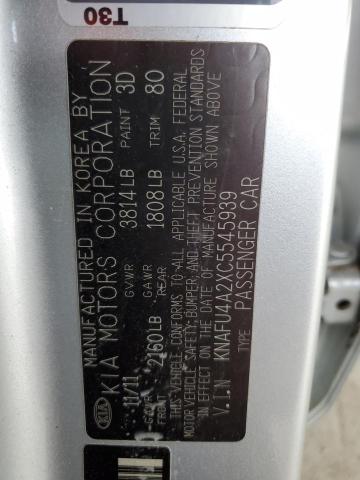 T30
MANUFACTURED IN KOREA BY
KIA MOTORS CORPORATION
KIA
11/11 3814LB PAINT 3D
GVWR
2160LB GAWR 1808LB TRIM 80
FRONT REAR
THIS VEHICLE CONFORMS TO ALL APPLICABLE U.S.A. FEDERAL
MOTOR VEHICLE SAFETY, BUMPER, AND THEFT PREVENTION STANDARDS
IN EFFECT ON THE DATE OF MANUFACTURE SHOWN ABOVE
V.I.N KNAFU4A2XC5545939
TYPE PASSENGER CAR